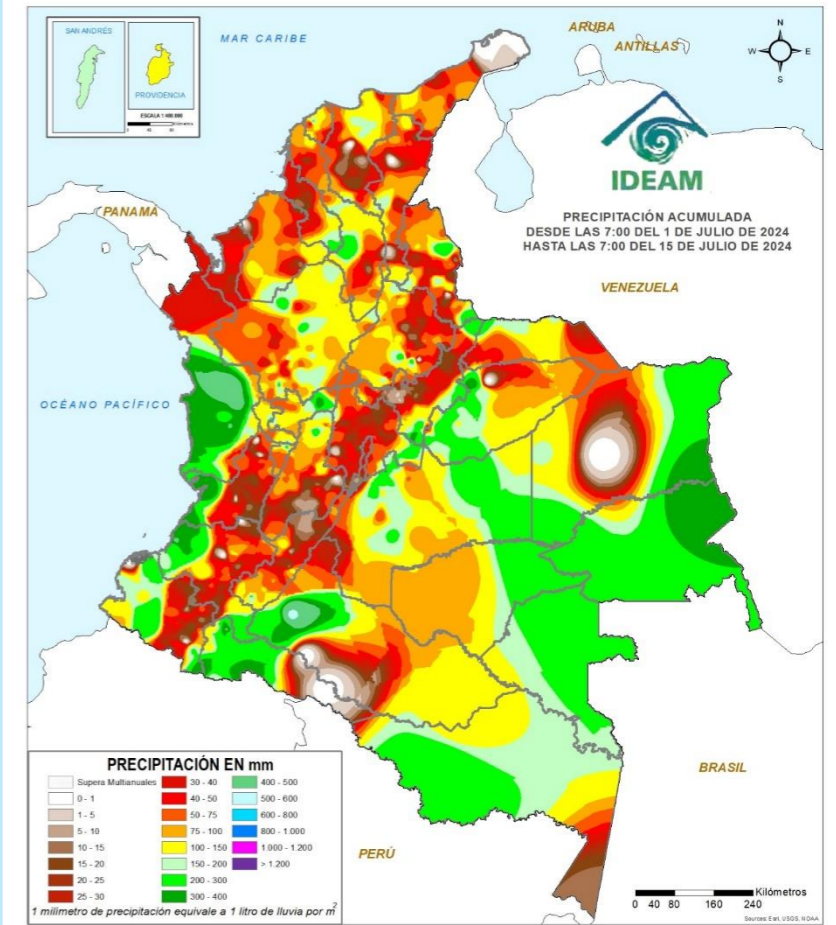 SAN ANDRÉS
PROVIDENCIA
ESCALA 1:400.000
Kilómetros
MAR CARIBE
ARUBA
ANTILLAS
N
W
E
S
IDEAM
PRECIPITACIÓN ACUMULADA
DESDE LAS 7:00 DEL 1 DE JULIO DE 2024
HASTA LAS 7:00 DEL 15 DE JULIO DE 2024
PANAMÁ
VENEZUELA
OCÉANO PACÍFICO
BRASIL
PERÚ
PRECIPITACIÓN EN mm
Supera Multianuales
0 - 1
1 - 5
5 - 10
10 - 15
15 - 20
20 - 25
25 - 30
30 - 40
40 - 50
50 - 75
75 - 100
100 - 150
150 - 200
200 - 300
300 - 400
400 - 500
500 - 600
600 - 800
800 - 1.000
1.000 - 1.200
> 1.200
1 milimetro de precipitación equivale a 1 litro de lluvia por m²
Kilómetros
0 40 80 160 240
Sources: Esri, USGS, NOAA